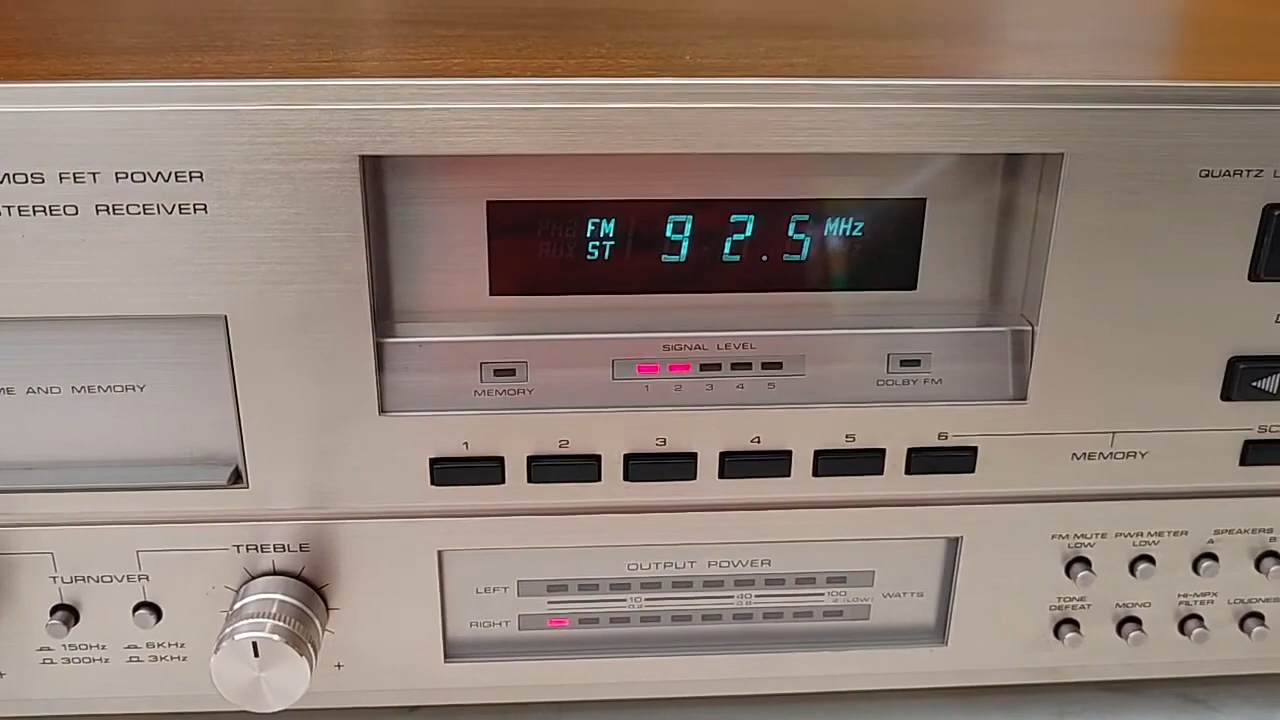 MOS FET POWER
STEREO RECEIVER
QUARTZ L
FM 92.5 MHz
ST
SIGNAL LEVEL
1 2 3 4 5
MEMORY
DOLBY FM
ME AND MEMORY
1 2 3 4 5 6
MEMORY
SC
TREBLE
TURNOVER
150Hz 6KHz
300Hz 3KHz
+ +
OUTPUT POWER
LEFT
10 40 100
WATTS
RIGHT
FM MUTE LOW
PWR METER LOW
SPEAKERS
A B
TONE DEFEAT
MONO
HI-MPX FILTER
LOUDNESS